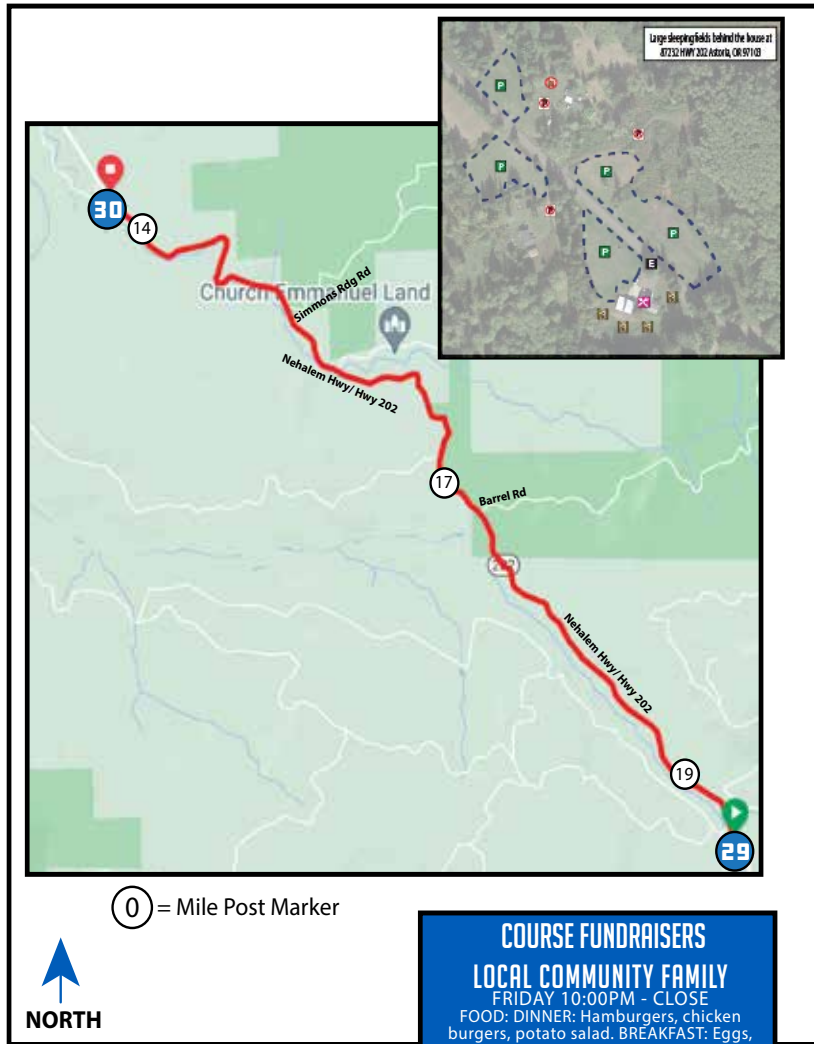 Large sleeping fields behind the house at
87232 HWY 202 Astoria, OR 97103
P
P
P
P
P
E
30
14
Simmons Rdg Rd
Church Emmanuel Land
Nehalem Hwy/ Hwy 202
17
Barrel Rd
202
Nehalem Hwy/ Hwy 202
19
29
0 = Mile Post Marker
NORTH
COURSE FUNDRAISERS
LOCAL COMMUNITY FAMILY
FRIDAY 10:00PM - CLOSE
FOOD: DINNER: Hamburgers, chicken
burgers, potato salad. BREAKFAST: Eggs,